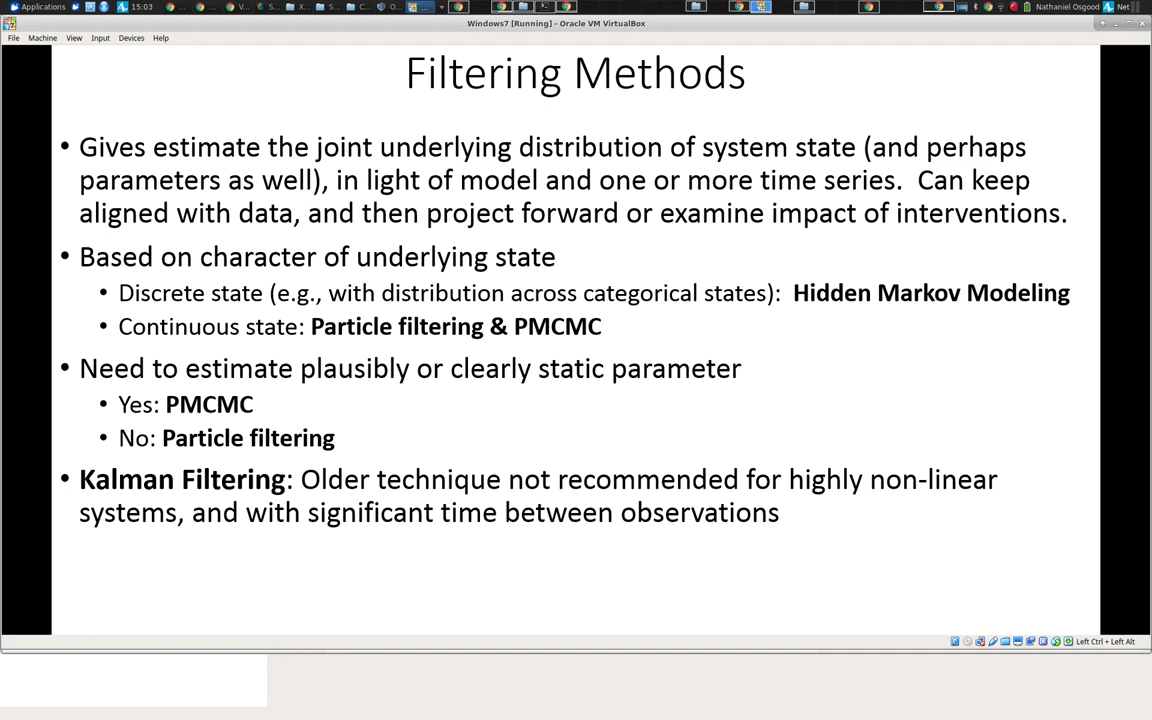 Applications
V...
S...
X...
S...
C...
O...
15:03
Nathaniel Osgood
Net
Windows7 [Running] - Oracle VM VirtualBox
File Machine View Input Devices Help
Filtering Methods
• Gives estimate the joint underlying distribution of system state (and perhaps
parameters as well), in light of model and one or more time series. Can keep
aligned with data, and then project forward or examine impact of interventions.
• Based on character of underlying state
• Discrete state (e.g., with distribution across categorical states): Hidden Markov Modeling
• Continuous state: Particle filtering & PMCMC
• Need to estimate plausibly or clearly static parameter
• Yes: PMCMC
• No: Particle filtering
• Kalman Filtering: Older technique not recommended for highly non-linear
systems, and with significant time between observations
Left Ctrl + Left Alt